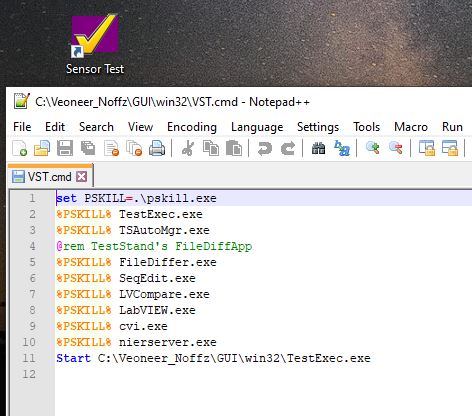 Sensor Test
C:\Veoneer_Noffz\GUI\win32\VST.cmd - Notepad++
File Edit Search View Encoding Language Settings Tools Macro Run
VST.cmd
1 set PSKILL=.\pskill.exe
2 %PSKILL% TestExec.exe
3 %PSKILL% TSAutoMgr.exe
4 @rem TestStand's FileDiffApp
5 %PSKILL% FileDiffer.exe
6 %PSKILL% SeqEdit.exe
7 %PSKILL% LVCompare.exe
8 %PSKILL% LabVIEW.exe
9 %PSKILL% cvi.exe
10 %PSKILL% nierserver.exe
11 Start C:\Veoneer_Noffz\GUI\win32\TestExec.exe
12